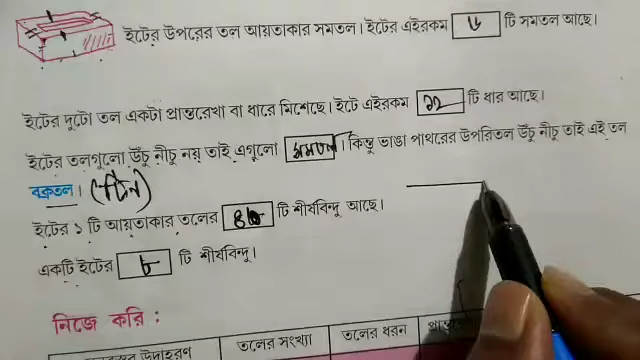 ইটের উপরের তল আয়তাকার সমতল। ইটের এইরকম ৬ টি সমতল আছে।
ইটের দুটো তল একটা প্রান্তরেখা বা ধারে মিশেছে। ইটে এইরকম ১২ টি ধার আছে।
ইটের তলগুলো উঁচু নীচু নয় তাই এগুলো সমতল। কিন্তু ভাঙা পাথরের উপরিতল উঁচু নীচু তাই এই তল
বক্রতল।
ইটের ১ টি আয়তাকার তলের ৪ টি শীর্ষবিন্দু আছে।
একটি ইটের ৮ টি শীর্ষবিন্দু।
নিজে করি :
উদাহরণ তলের সংখ্যা তলের ধরন